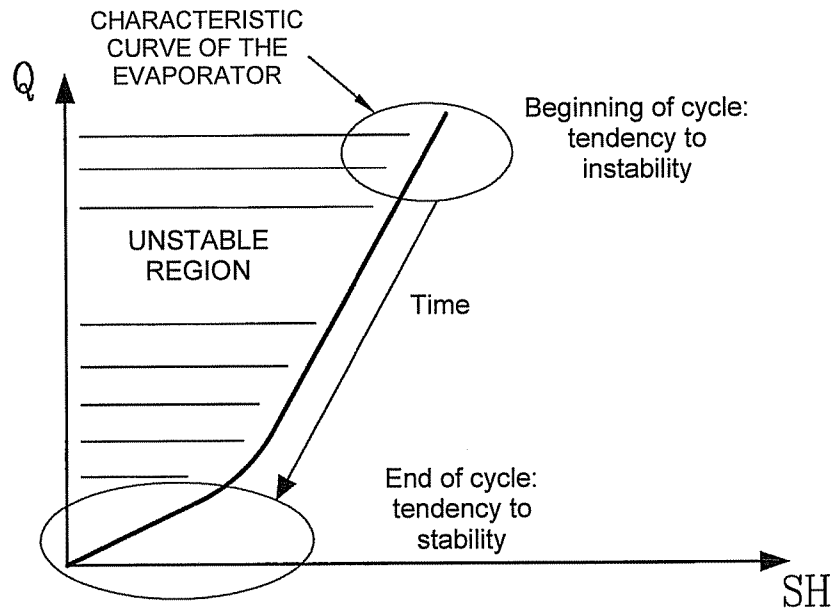 CHARACTERISTIC
CURVE OF THE
EVAPORATOR
Q
Beginning of cycle:
tendency to
instability
UNSTABLE
REGION
Time
End of cycle:
tendency to
stability
SH